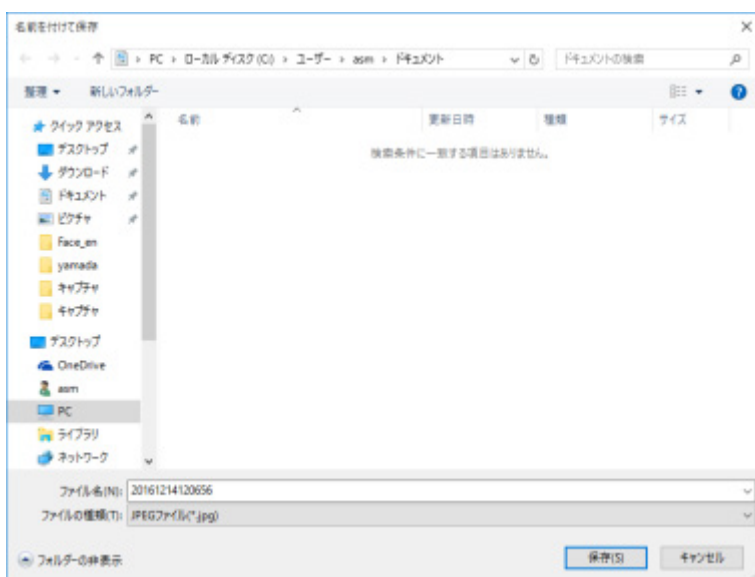 名前を付けて保存
PC › ローカル ディスク (C:) › ユーザー › asm › ドキュメント
ドキュメントの検索
整理
新しいフォルダー
名前
更新日時
種類
サイズ
検索条件に一致する項目はありません。
クイック アクセス
デスクトップ
ダウンロード
ドキュメント
ピクチャ
Face_en
yamada
キャプチャ
キャプチャ
デスクトップ
OneDrive
asm
PC
ライブラリ
ネットワーク
ファイル名(N): 20161214120656
ファイルの種類(T): JPEGファイル(*.jpg)
フォルダーの非表示
保存(S)
キャンセル